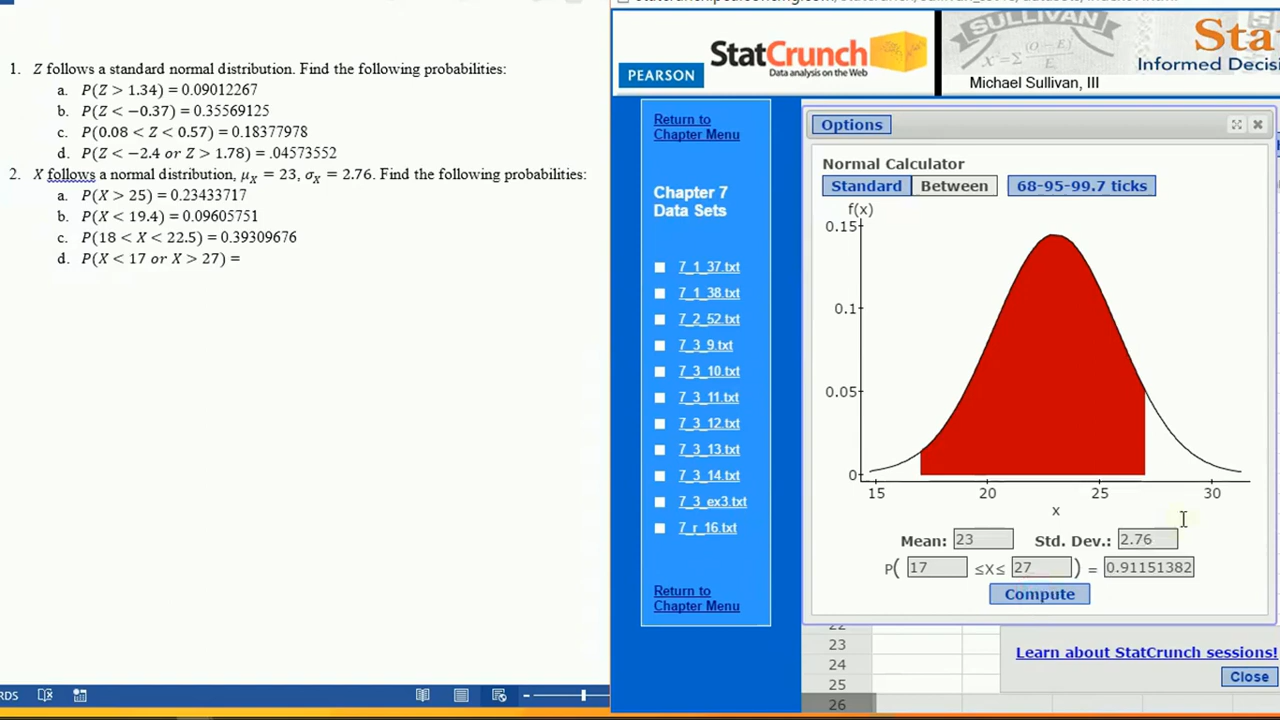 1. Z follows a standard normal distribution. Find the following probabilities:
a. P(Z > 1.34) = 0.09012267
b. P(Z < −0.37) = 0.35569125
c. P(0.08 < Z < 0.57) = 0.18377978
d. P(Z < −2.4 or Z > 1.78) = .04573552
2. X follows a normal distribution, μX = 23, σX = 2.76. Find the following probabilities:
a. P(X > 25) = 0.23433717
b. P(X < 19.4) = 0.09605751
c. P(18 < X < 22.5) = 0.39309676
d. P(X < 17 or X > 27) =
PEARSON
StatCrunch
Data analysis on the Web
SULLIVAN
Sta
Informed Decis
Michael Sullivan, III
Return to
Chapter Menu
Chapter 7
Data Sets
7_1_37.txt
7_1_38.txt
7_2_52.txt
7_3_9.txt
7_3_10.txt
7_3_11.txt
7_3_12.txt
7_3_13.txt
7_3_14.txt
7_3_ex3.txt
7_r_16.txt
Return to
Chapter Menu
Options
Normal Calculator
Standard Between 68-95-99.7 ticks
f(x)
0.15
0.1
0.05
0
15 20 25 30
x
Mean: 23 Std. Dev.: 2.76
P( 17 ≤X≤ 27 ) = 0.91151382
Compute
22
23
24
25
26
Learn about StatCrunch sessions!
Close
RDS